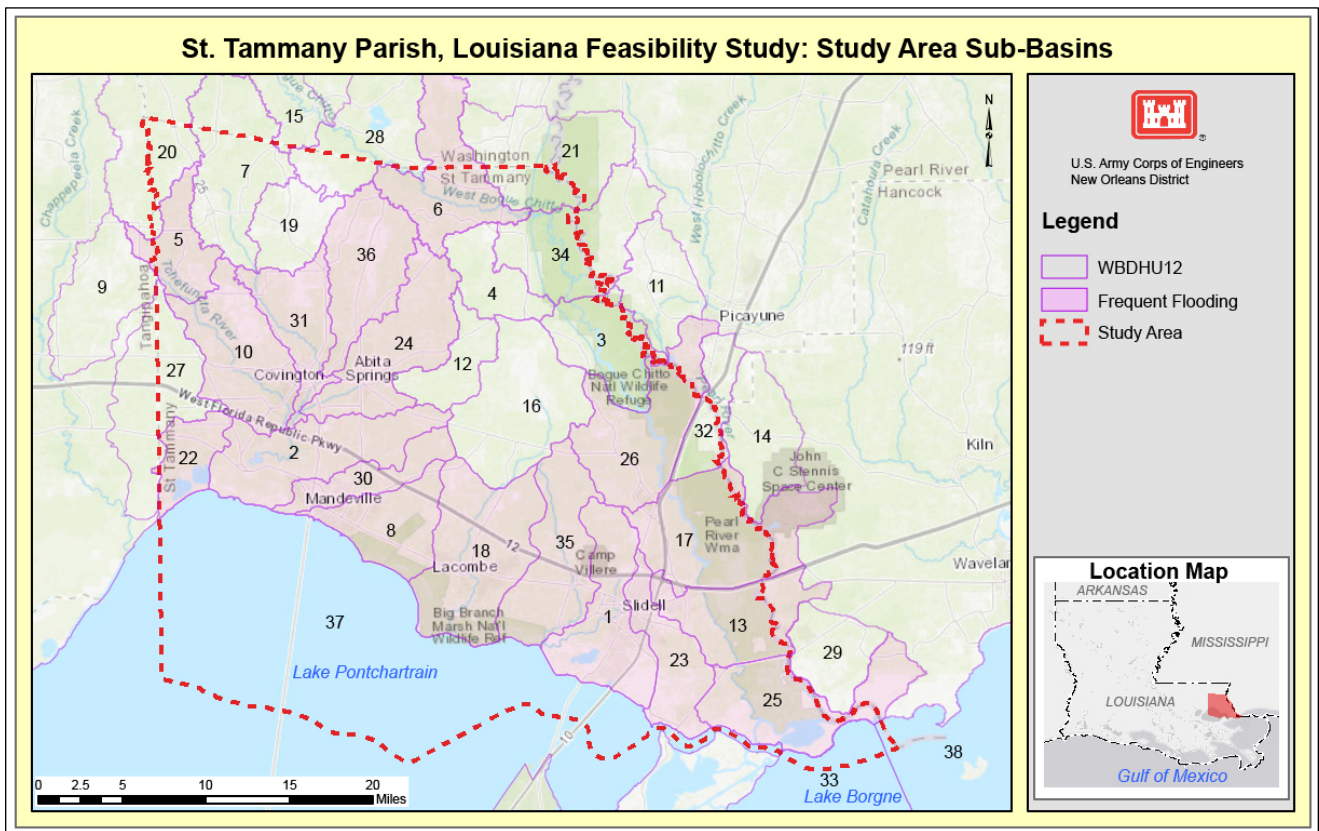 St. Tammany Parish, Louisiana Feasibility Study: Study Area Sub-Basins
N
15
28
20
7
21
Washington
St Tammany
West Bogue Chitto
6
25
19
36
5
34
4
11
9
Chappepeela Creek
Tangipahoa
Tchefuncta River
West Hobolochitto Creek
Catahoula Creek
Pearl River
Hancock
31
10
24
3
Picayune
119 ft
Covington
Abita
Springs
12
27
Bogue Chitto
Nat'l Wildlife
Refuge
Pearl River
16
West Florida Republic Pkwy
32
14
Kiln
22
St Tammany
2
26
John
C Stennis
Space Center
30
Mandeville
8
17
Pearl
River
Wma
18
12
35
Camp
Villere
Lacombe
Slidell
Big Branch
Marsh Nat'l
Wildlife Ref
1
13
37
23
29
Lake Pontchartrain
25
10
38
33
Lake Borgne
0 2.5 5 10 15 20
Miles
U.S. Army Corps of Engineers
New Orleans District
Legend
WBDHU12
Frequent Flooding
Study Area
Location Map
ARKANSAS
MISSISSIPPI
LOUISIANA
Gulf of Mexico